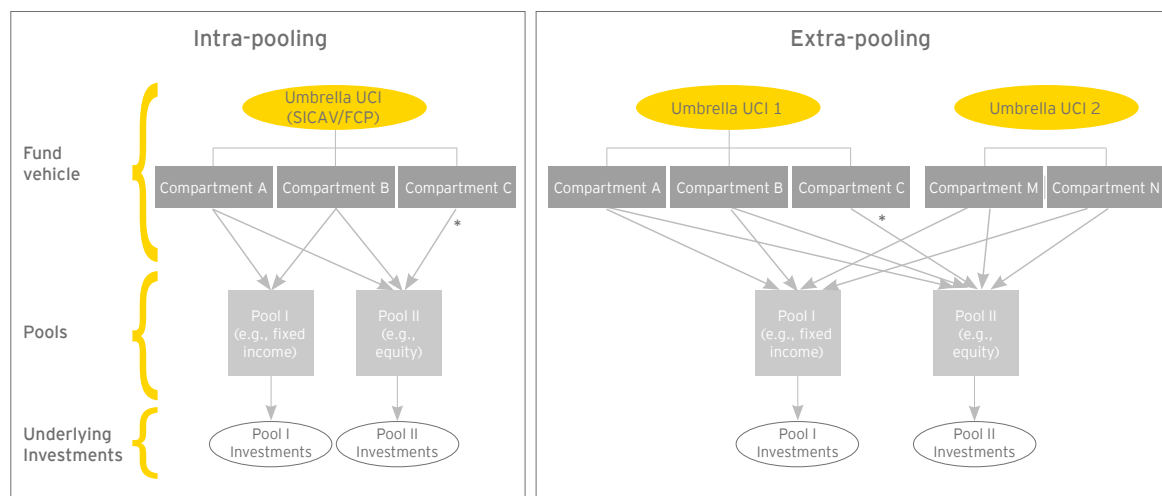 Intra-pooling
Fund
vehicle
Umbrella UCI
(SICAV/FCP)
Compartment A
Compartment B
Compartment C
*
Pools
Pool I
(e.g., fixed
income)
Pool II
(e.g.,
equity)
Underlying
Investments
Pool I
Investments
Pool II
Investments
Extra-pooling
Umbrella UCI 1
Umbrella UCI 2
Compartment A
Compartment B
Compartment C
Compartment M
Compartment N
*
Pool I
(e.g., fixed
income)
Pool II
(e.g.,
equity)
Pool I
Investments
Pool II
Investments